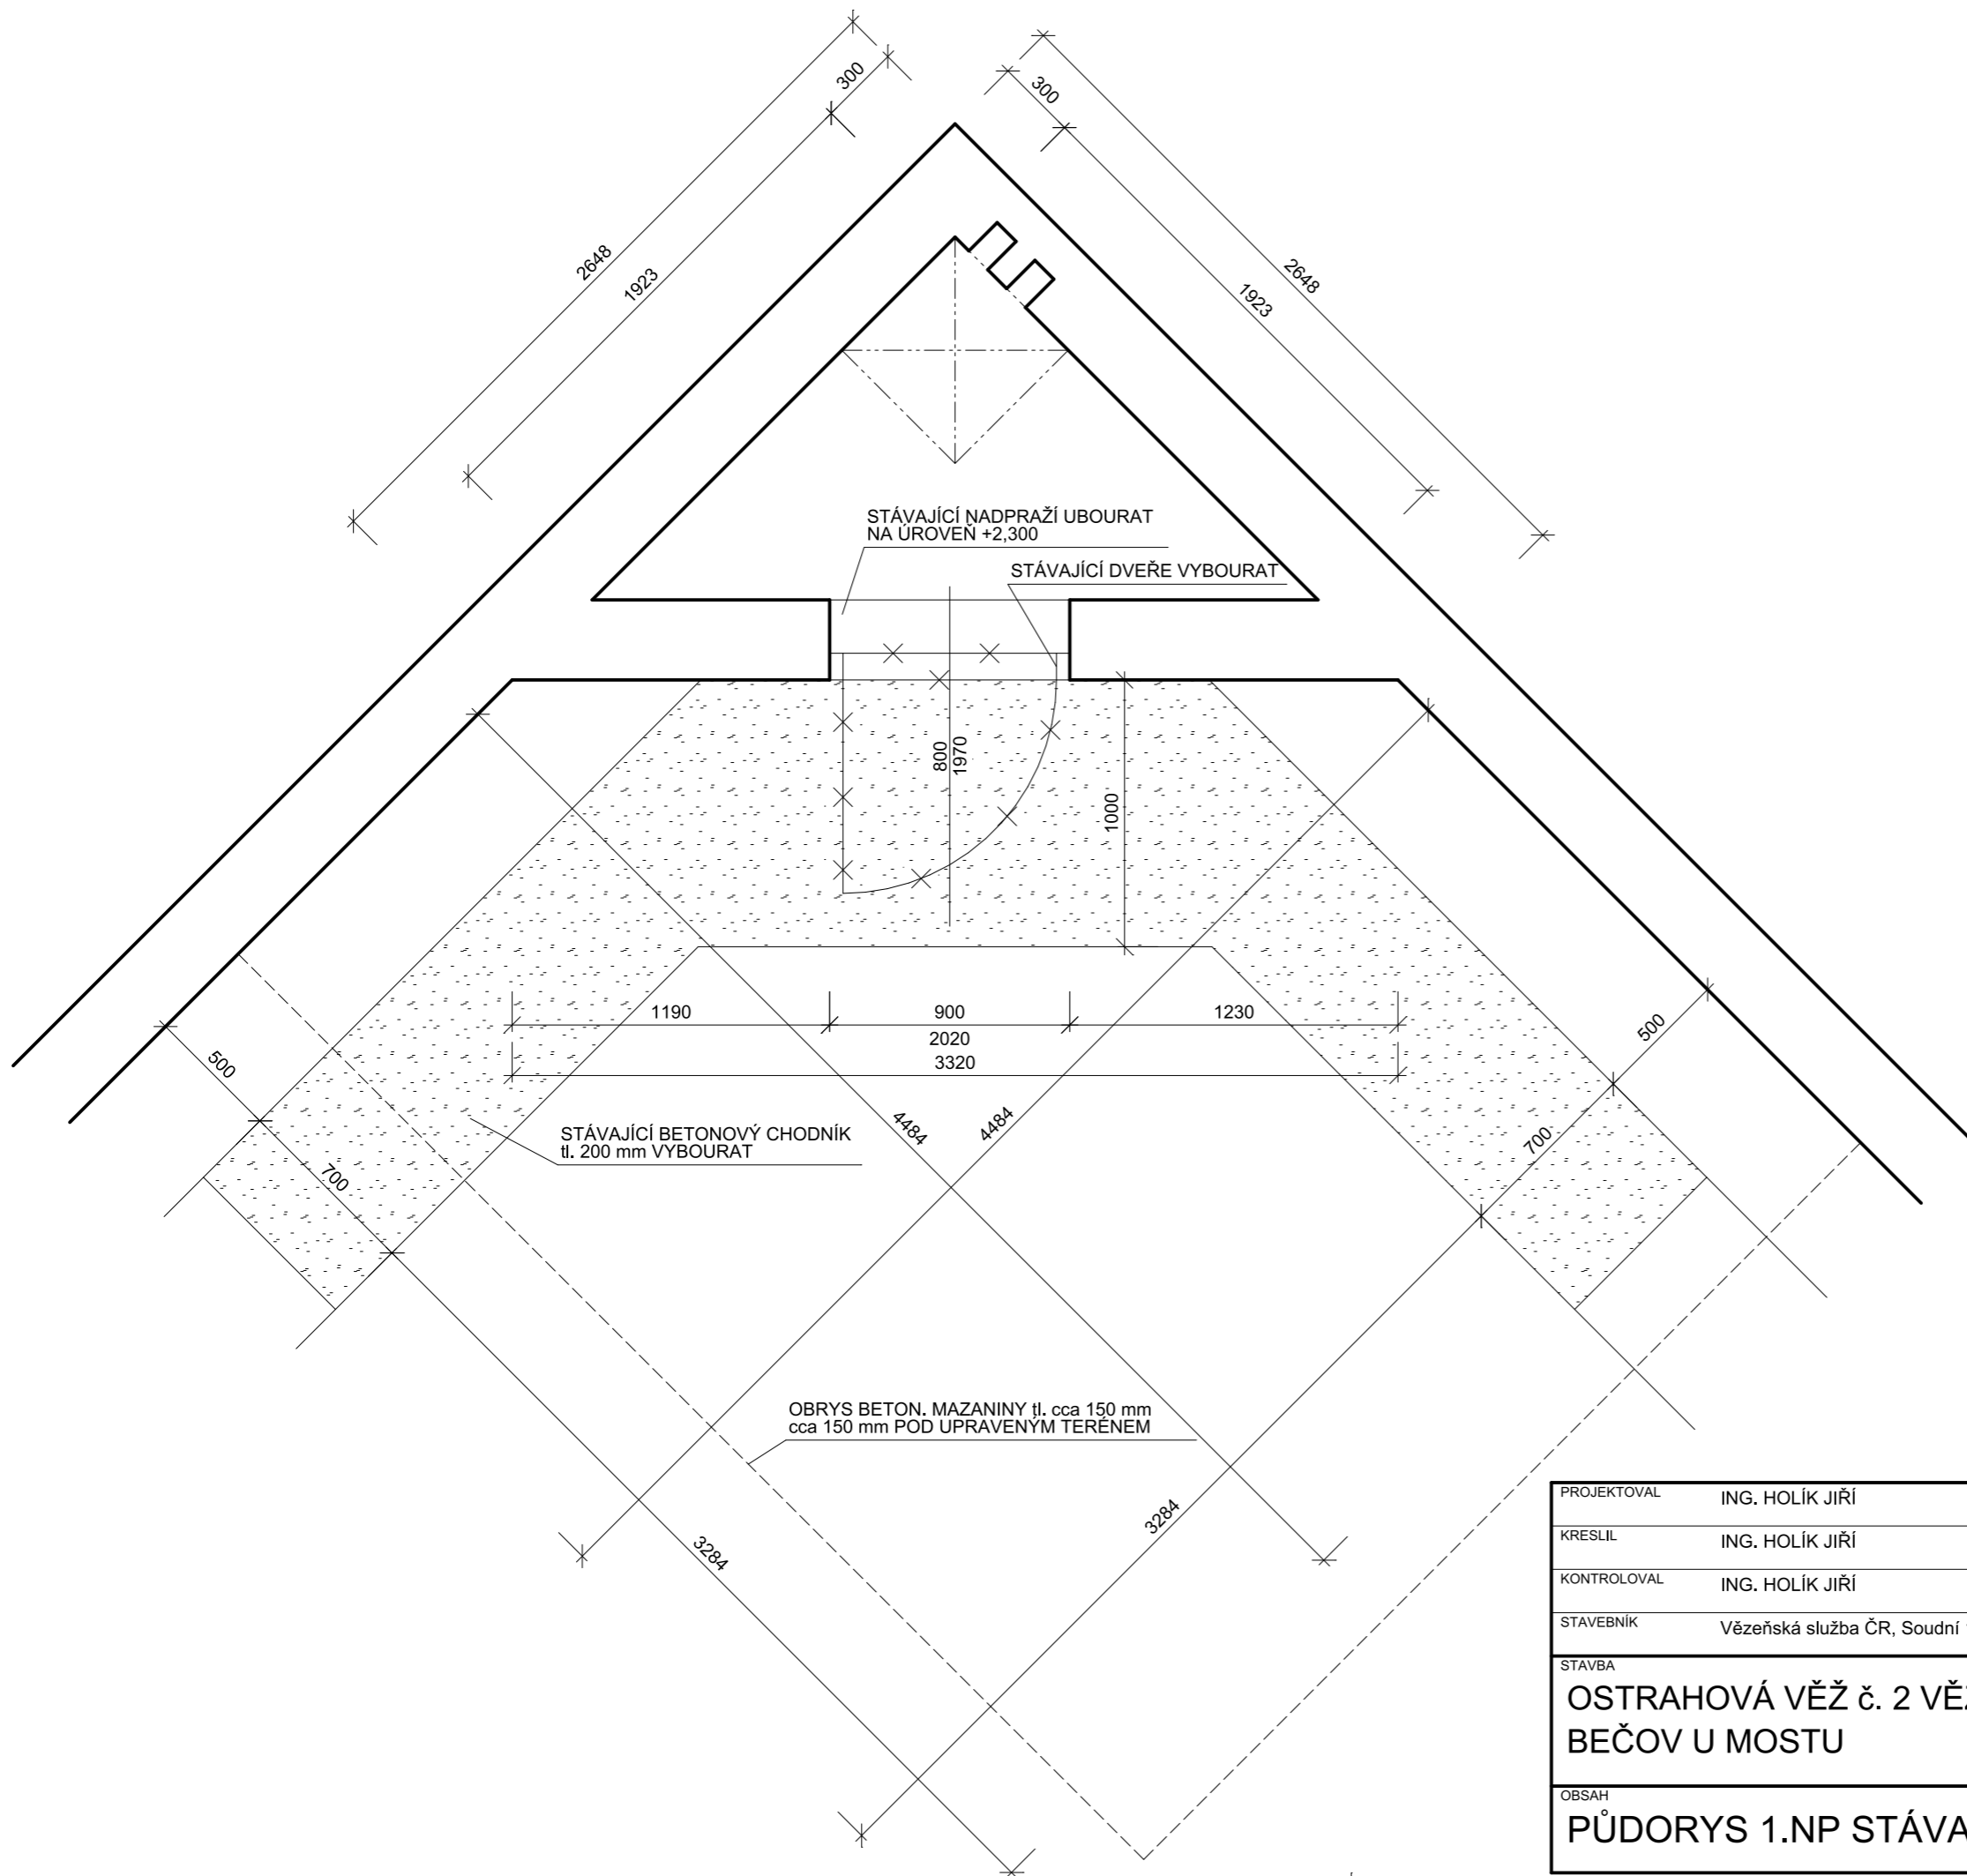 300
300
2648
1923
2648
1923
STÁVAJÍCÍ NADPRAŽÍ UBOURAT
NA ÚROVEŇ +2,300
STÁVAJÍCÍ DVEŘE VYBOURAT
800
1970
1000
1190
900
1230
2020
3320
500
500
700
700
STÁVAJÍCÍ BETONOVÝ CHODNÍK
tl. 200 mm VYBOURAT
4484
4484
OBRYS BETON. MAZANINY tl. cca 150 mm
cca 150 mm POD UPRAVENÝM TERÉNEM
3284
3284
PROJEKTOVAL ING. HOLÍK JIŘÍ
KRESLIL ING. HOLÍK JIŘÍ
KONTROLOVAL ING. HOLÍK JIŘÍ
STAVEBNÍK Vězeňská služba ČR, Soudní
STAVBA
OSTRAHOVÁ VĚŽ č. 2
BEČOV U MOSTU
OBSAH
PŮDORYS 1.NP